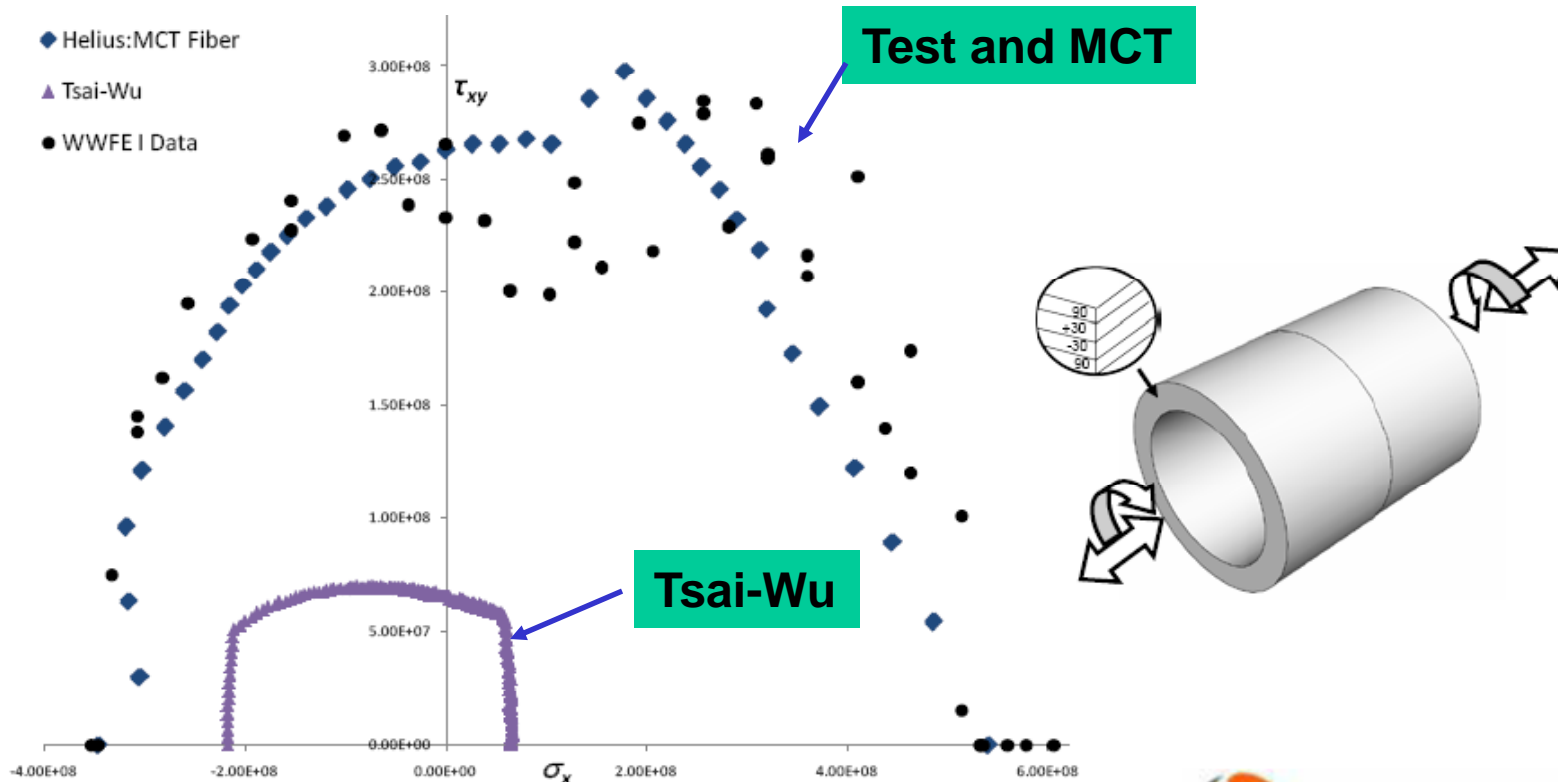 Helius:MCT Fiber
Tsai-Wu
WWFE I Data
Test and MCT
3.00E+08
τxy
2.50E+08
2.00E+08
1.50E+08
1.00E+08
5.00E+07
0.00E+00
Tsai-Wu
-4.00E+08
-2.00E+08
0.00E+00
σx
2.00E+08
4.00E+08
6.00E+08
90
+30
-30
90